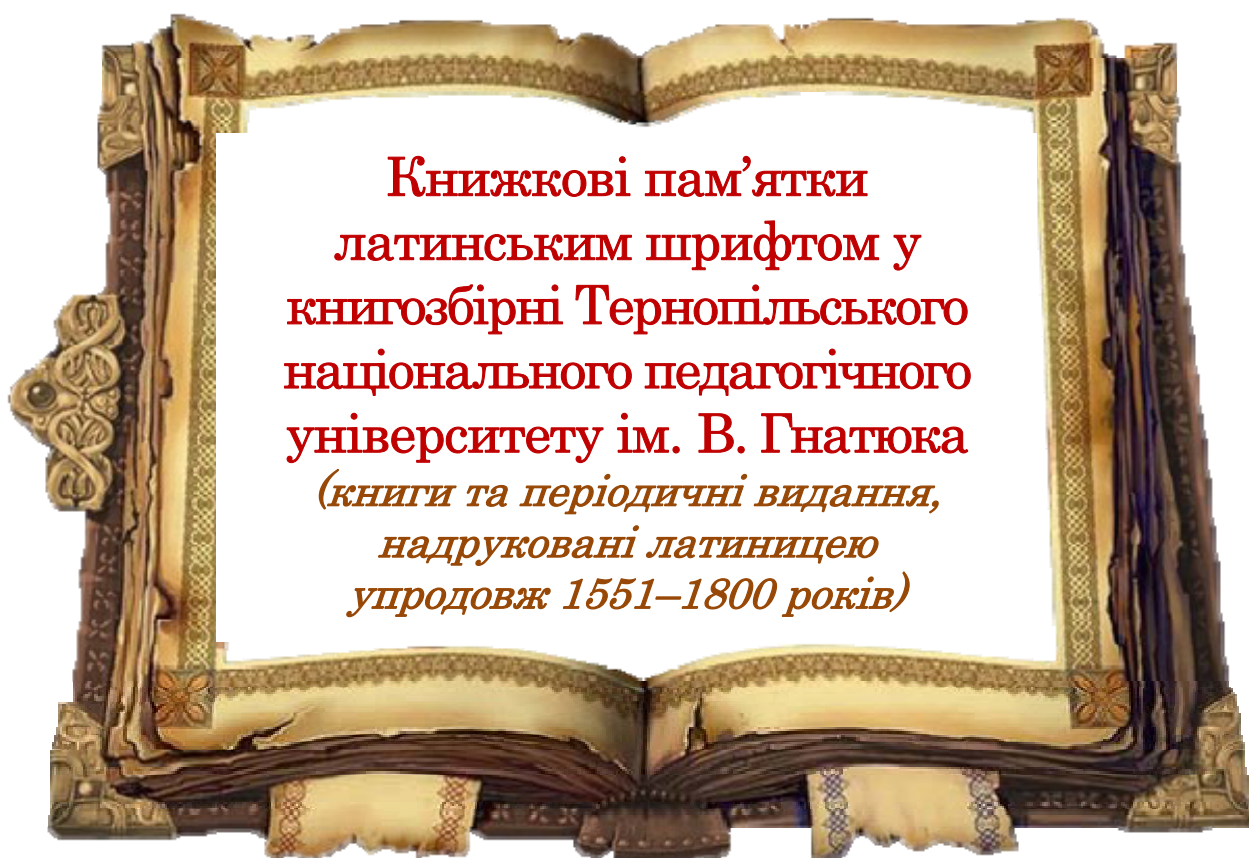 Книжкові пам’ятки
латинським шрифтом у
книгозбірні Тернопільського
національного педагогічного
університету ім. В. Гнатюка
(книги та періодичні видання,
надруковані латиницею
упродовж 1551–1800 років)